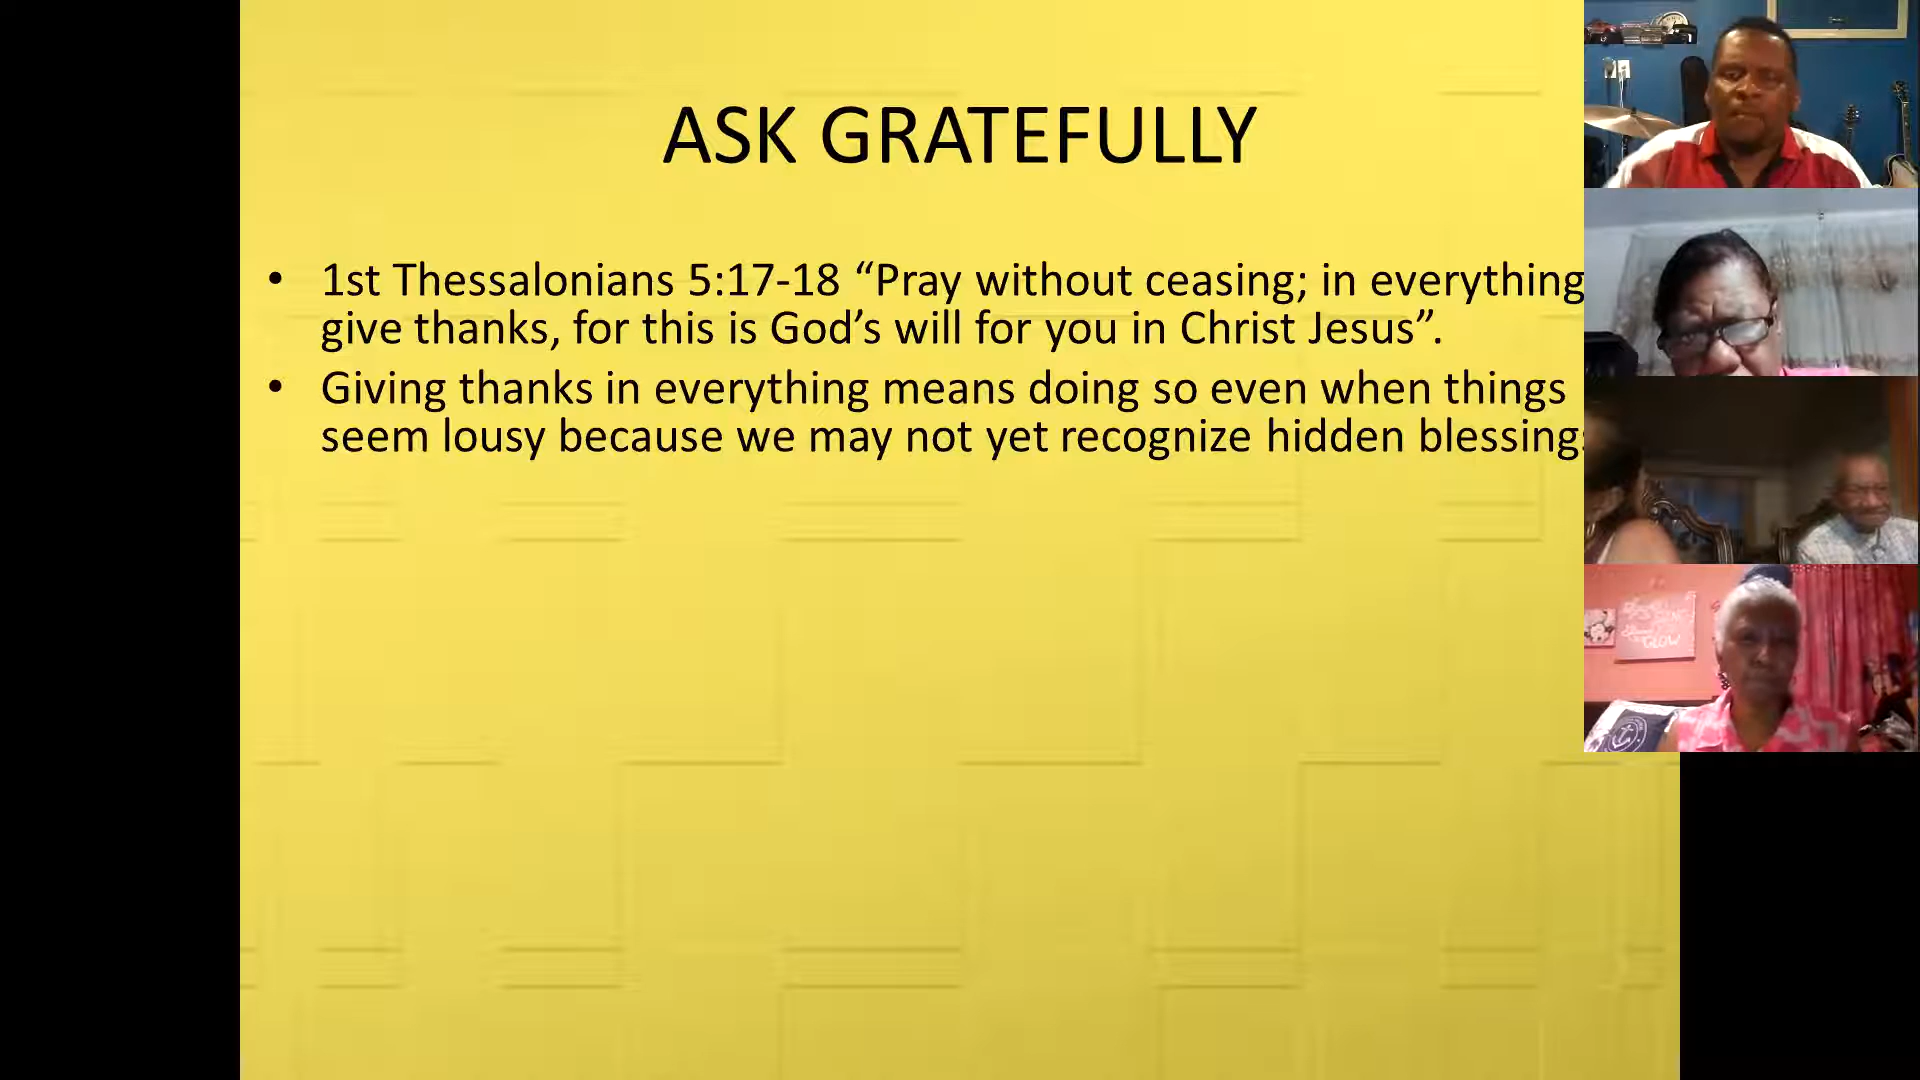 ASK GRATEFULLY
• 1st Thessalonians 5:17-18 “Pray without ceasing; in everything
give thanks, for this is God’s will for you in Christ Jesus”.
• Giving thanks in everything means doing so even when things
seem lousy because we may not yet recognize hidden blessings
GLOW